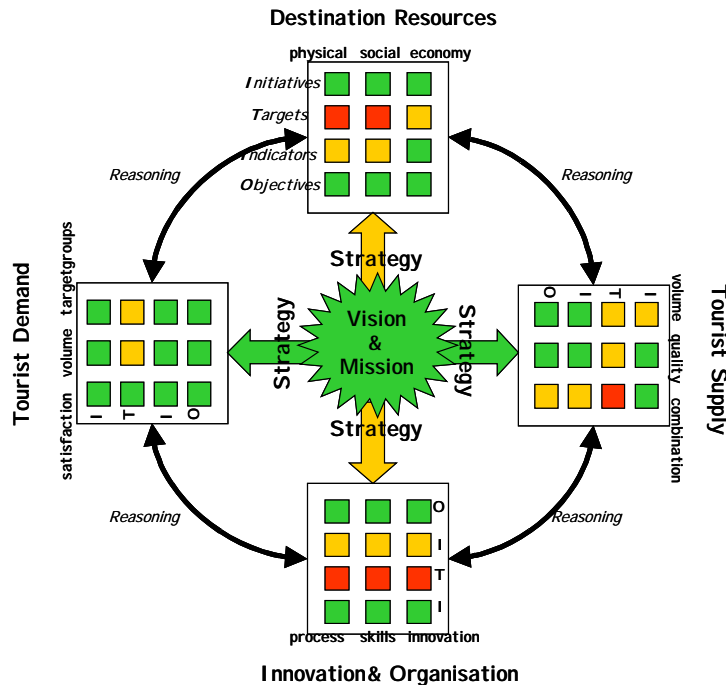 Destination Resources
physical social economy
Initiatives
Targets
Indicators
Objectives
Reasoning
Reasoning
Strategy
Tourist Demand
satisfaction volume targetgroups
I T I O
Strategy
Vision
&
Mission
Strategy
O I T I
volume quality combination
Tourist Supply
Strategy
Reasoning
Reasoning
O
I
T
I
process skills innovation
Innovation& Organisation